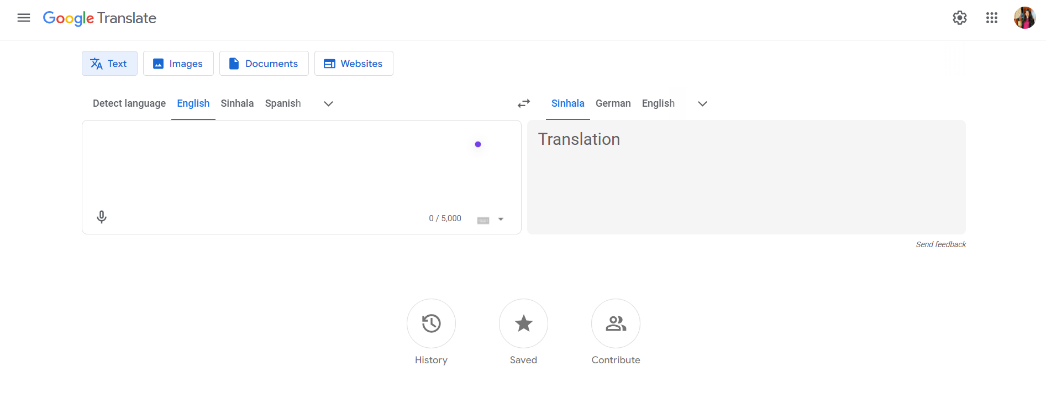 Google Translate
Text Images Documents Websites
Detect language English Sinhala Spanish Sinhala German English
Translation
0 / 5,000
Send feedback
History Saved Contribute